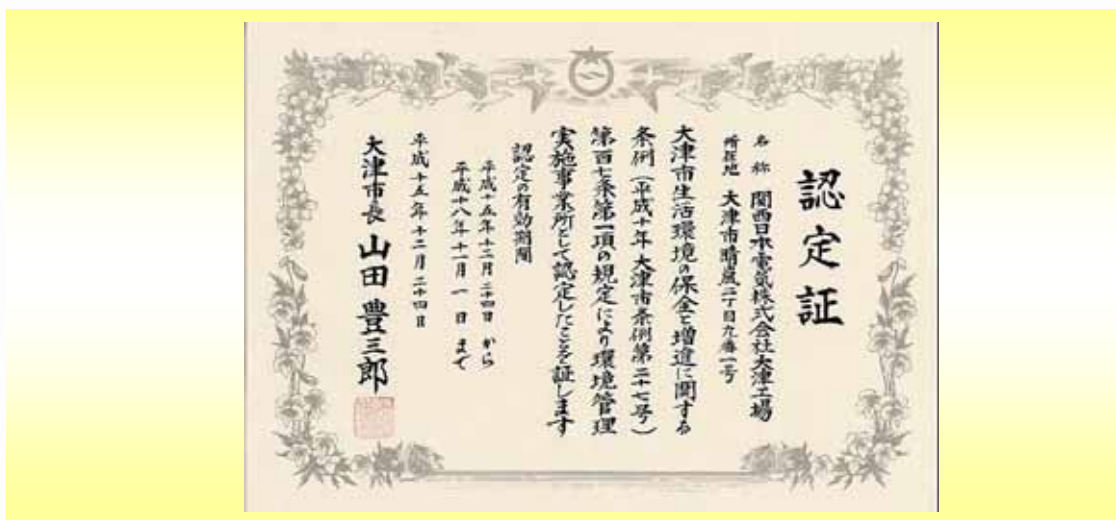 認定証
名称 関西日本電気株式会社大津工場
所在地 大津市晴嵐二丁目九番一号
大津市生活環境の保全と増進に関する
条例(平成十年大津市条例第二十七号)
第百七条第一項の規定により環境管理
実施事業所として認定したことを証します
認定の有効期間
平成十五年十二月二十四日から
平成十八年十一月一日まで
平成十五年十二月二十四日
大津市長 山田豊三郎